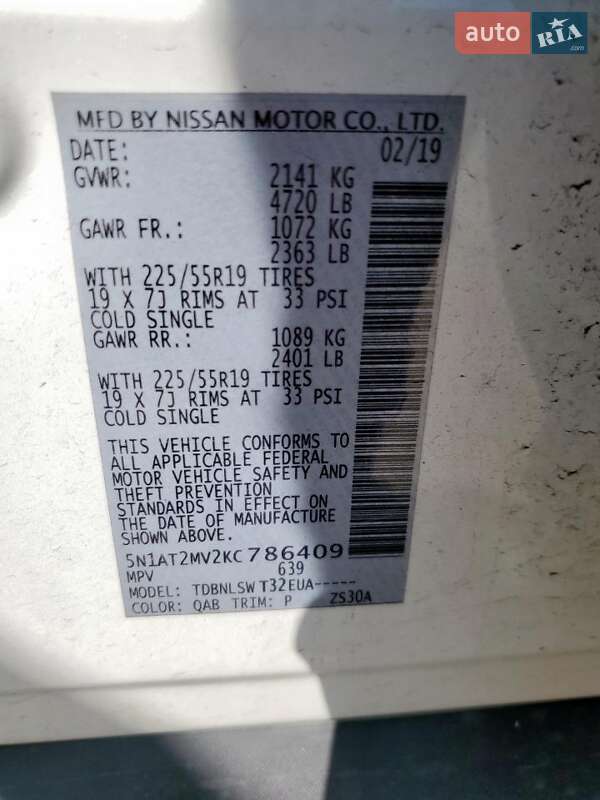 auto RIA.com
MFD BY NISSAN MOTOR CO., LTD.
DATE: 02/19
GVWR: 2141 KG
4720 LB
GAWR FR.: 1072 KG
2363 LB
WITH 225/55R19 TIRES
19 X 7J RIMS AT 33 PSI
COLD SINGLE
GAWR RR.: 1089 KG
2401 LB
WITH 225/55R19 TIRES
19 X 7J RIMS AT 33 PSI
COLD SINGLE
THIS VEHICLE CONFORMS TO
ALL APPLICABLE FEDERAL
MOTOR VEHICLE SAFETY AND
THEFT PREVENTION
STANDARDS IN EFFECT ON
THE DATE OF MANUFACTURE
SHOWN ABOVE.
5N1AT2MV2KC786409
MPV 639
MODEL: TDBNLSW T32EUA-----
COLOR: QAB TRIM: P ZS30A